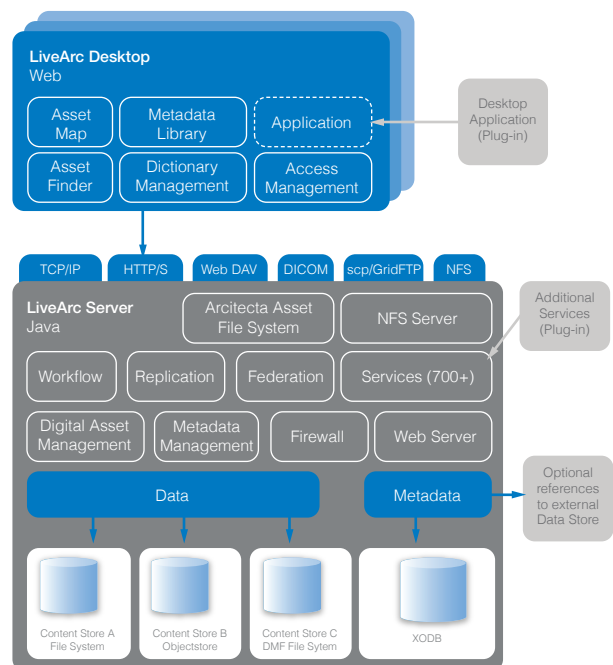 LiveArc Desktop
Web
Asset
Map
Metadata
Library
Application
Asset
Finder
Dictionary
Management
Access
Management
Desktop
Application
(Plug-in)
TCP/IP
HTTP/S
Web DAV
DICOM
scp/GridFTP
NFS
LiveArc Server
Java
Arcitecta Asset
File System
NFS Server
Additional
Services
(Plug-in)
Workflow
Replication
Federation
Services (700+)
Digital Asset
Management
Metadata
Management
Firewall
Web Server
Data
Metadata
Optional
references
to external
Data Store
Content Store A
File System
Content Store B
Objectstore
Content Store C
DMF File Sytem
XODB